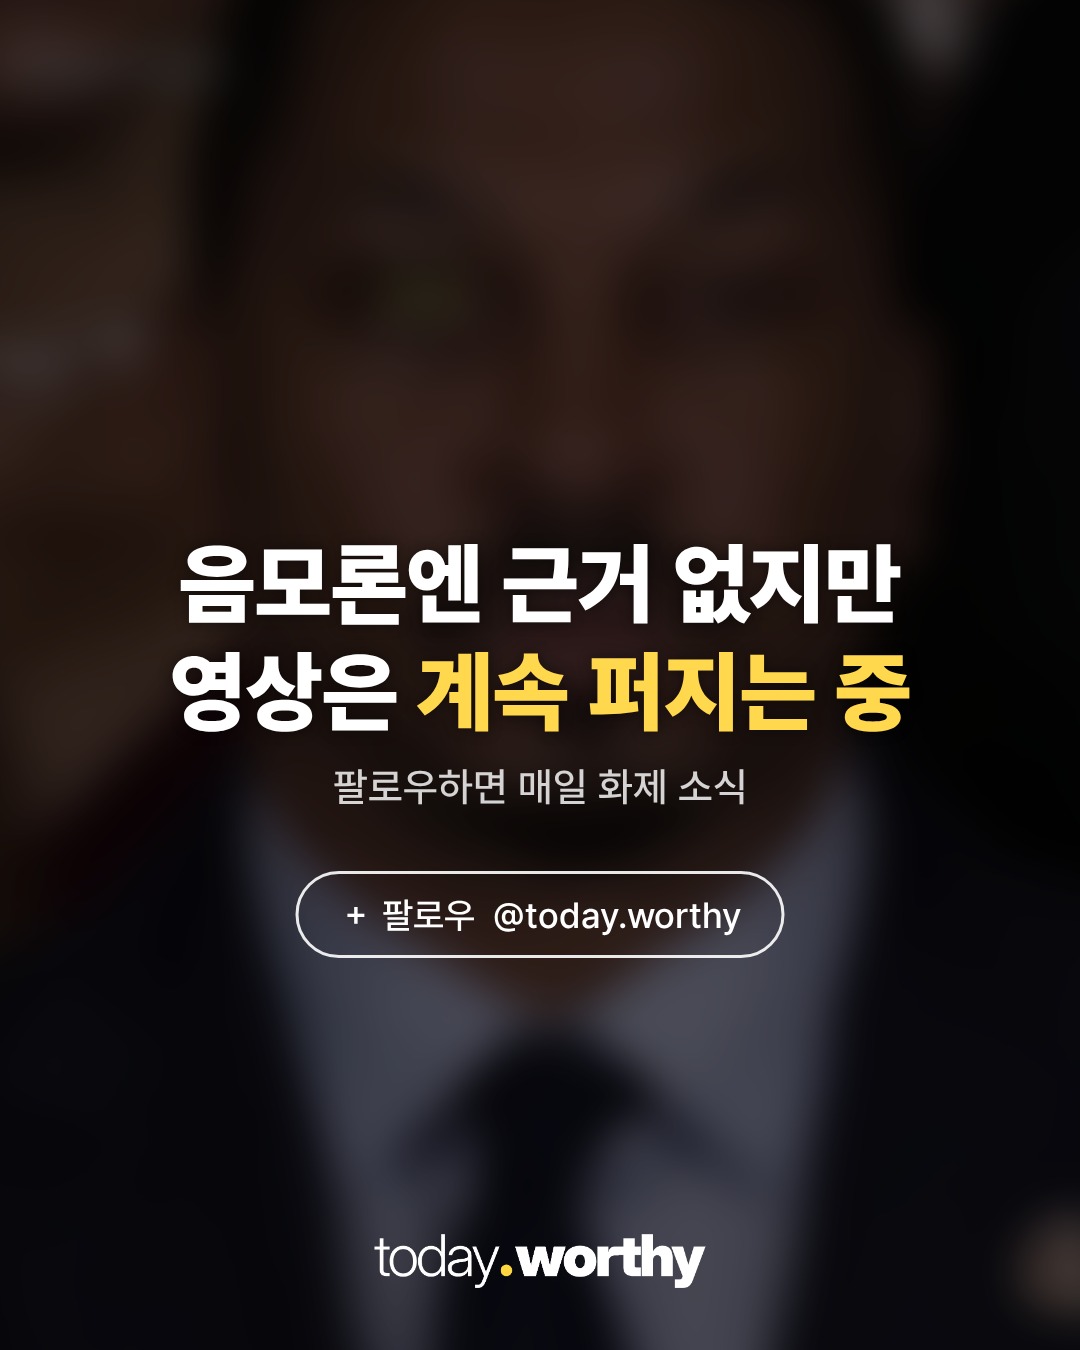 음모론엔 근거 없지만
영상은 계속 퍼지는 중
팔로우하면 매일 화제 소식
+ 팔로우 @today.worthy
today.worthy